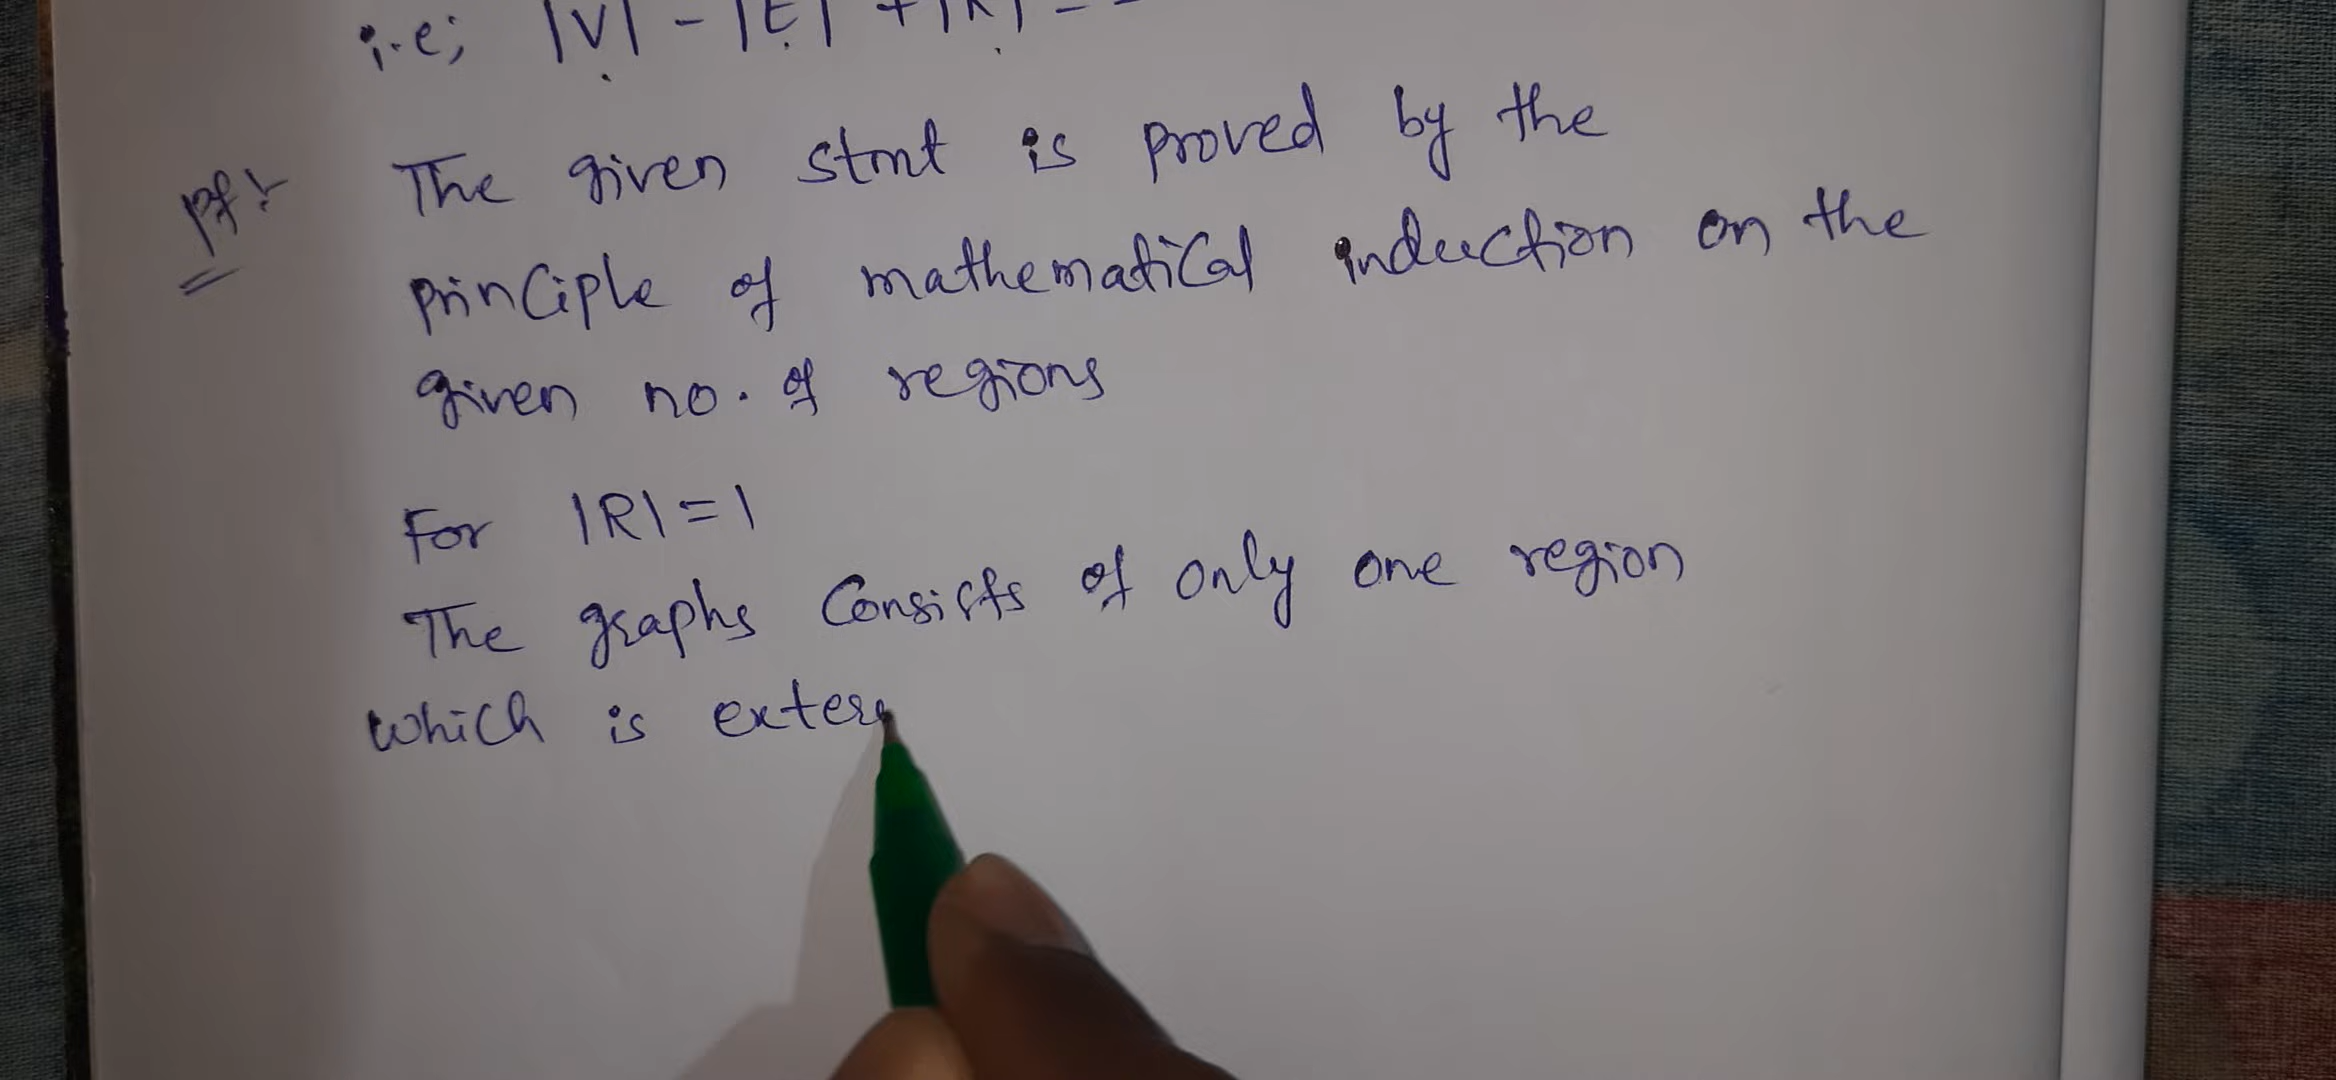 i.e; |V| - |E| + |R| =
Pf:-
The given stmt is proved by the
principle of mathematical induction on the
given no. of regions
For |R| = 1
The graphs Consists of only one region
which is exter